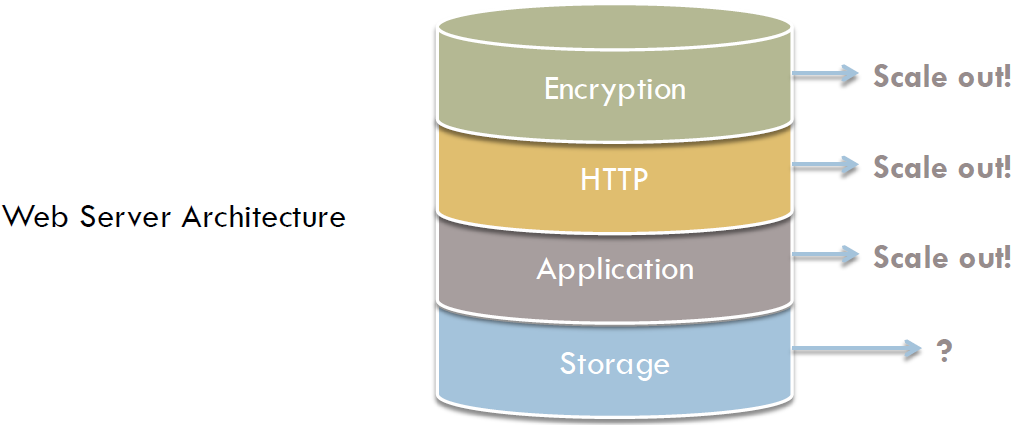 Encryption
Scale out!
HTTP
Scale out!
Web Server Architecture
Application
Scale out!
Storage
?